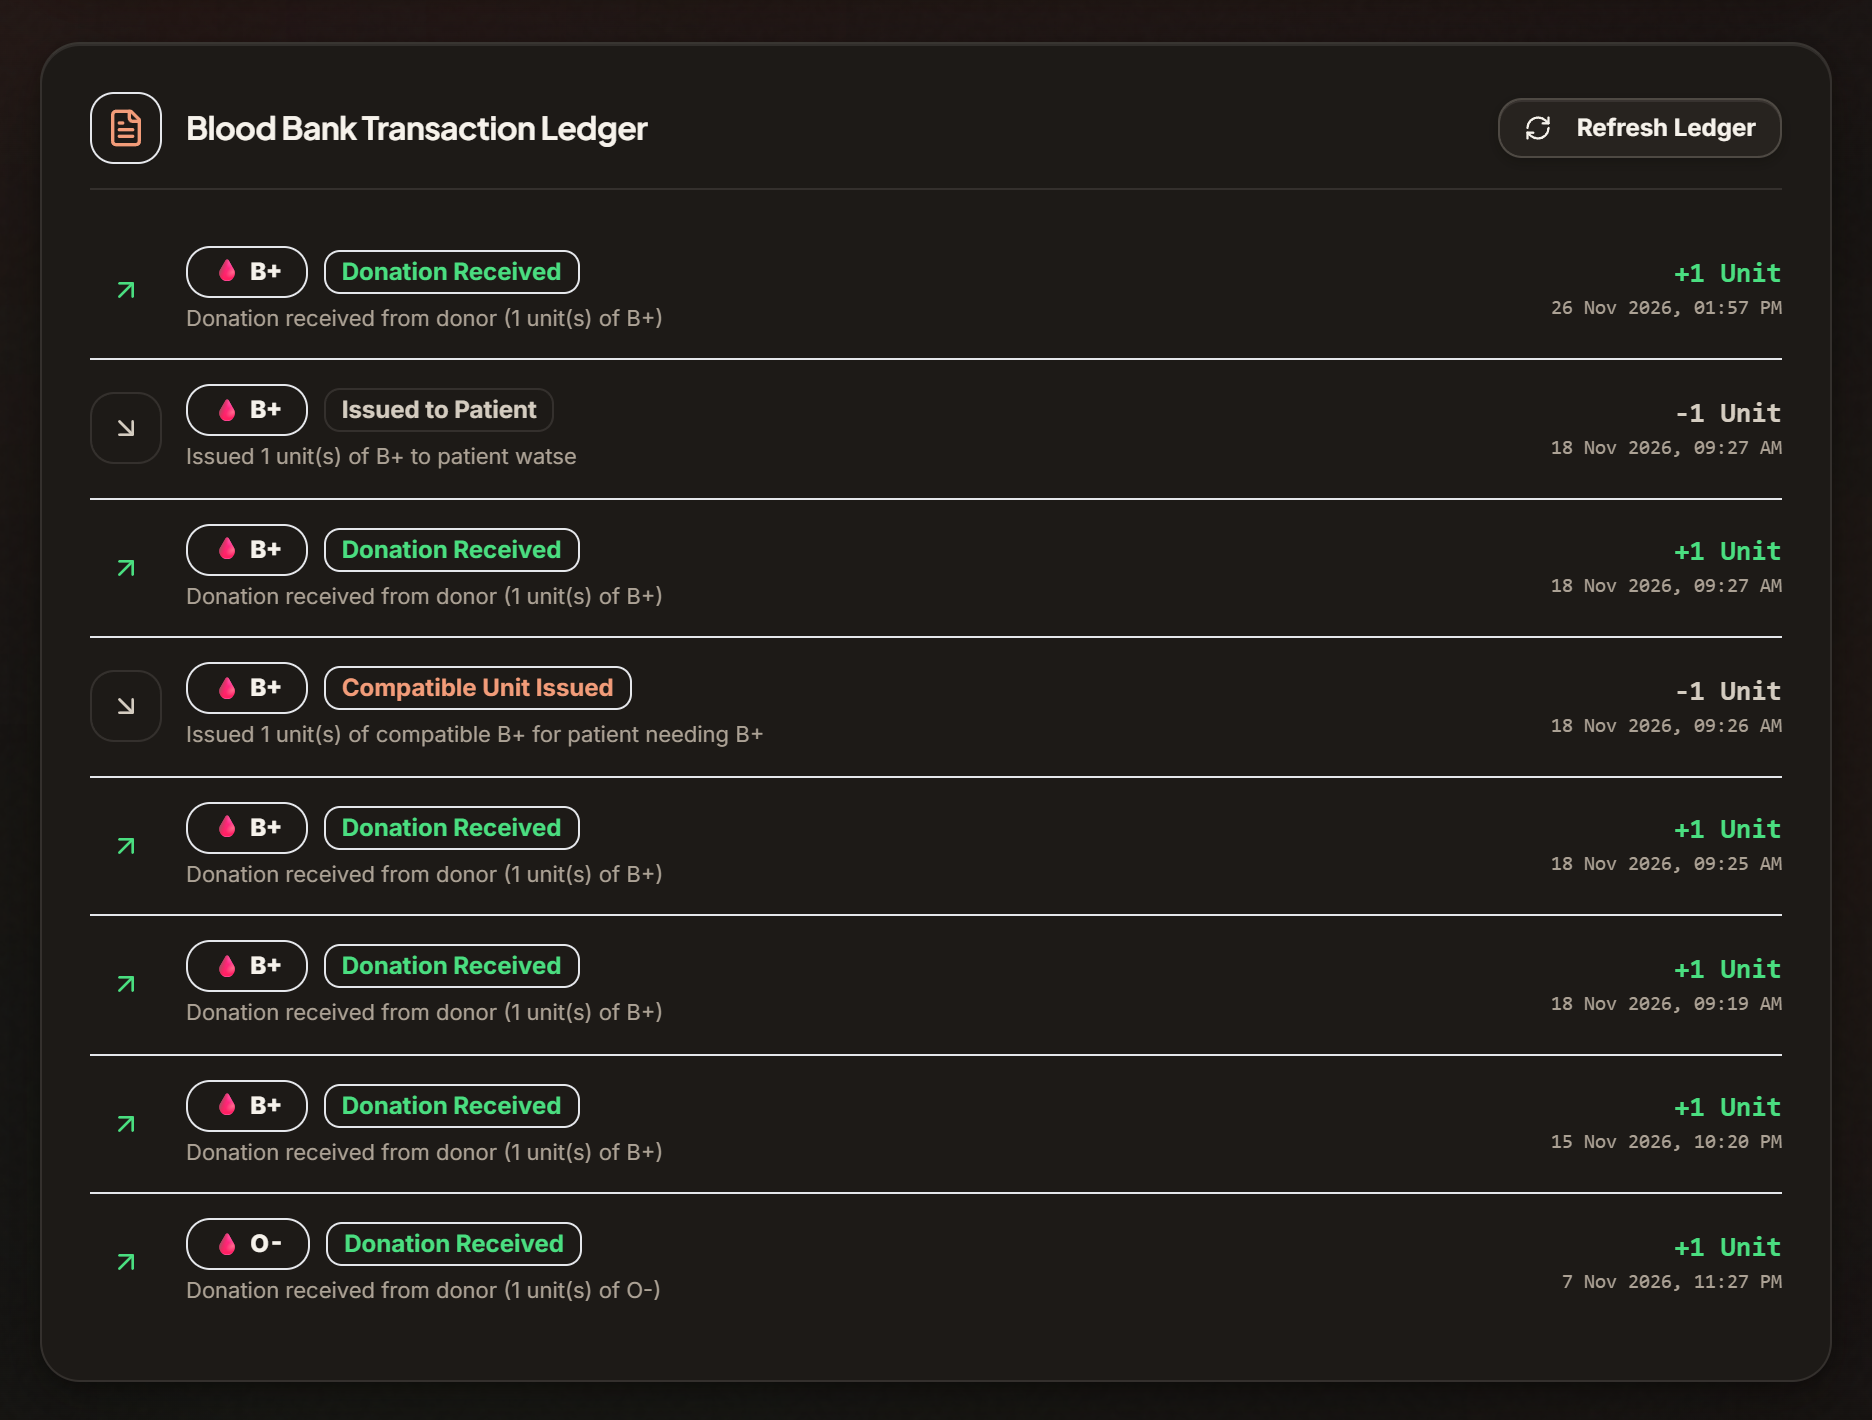 Blood Bank Transaction Ledger
Refresh Ledger
B+ Donation Received
+1 Unit
Donation received from donor (1 unit(s) of B+)
26 Nov 2026, 01:57 PM
B+ Issued to Patient
-1 Unit
Issued 1 unit(s) of B+ to patient watse
18 Nov 2026, 09:27 AM
B+ Donation Received
+1 Unit
Donation received from donor (1 unit(s) of B+)
18 Nov 2026, 09:27 AM
B+ Compatible Unit Issued
-1 Unit
Issued 1 unit(s) of compatible B+ for patient needing B+
18 Nov 2026, 09:26 AM
B+ Donation Received
+1 Unit
Donation received from donor (1 unit(s) of B+)
18 Nov 2026, 09:25 AM
B+ Donation Received
+1 Unit
Donation received from donor (1 unit(s) of B+)
18 Nov 2026, 09:19 AM
B+ Donation Received
+1 Unit
Donation received from donor (1 unit(s) of B+)
15 Nov 2026, 10:20 PM
O- Donation Received
+1 Unit
Donation received from donor (1 unit(s) of O-)
7 Nov 2026, 11:27 PM